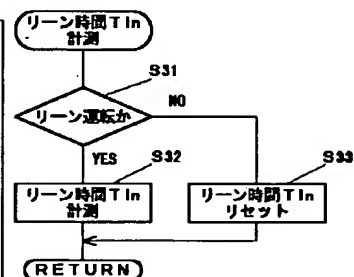 リーン時間Tln
計測
S31
リーン運転か
NO
YES
S32
S33
リーン時間Tln
計測
リーン時間Tln
リセット
RETURN